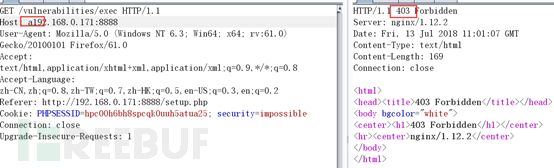 GET /vulnerabilities/exec HTTP/1.1
Host: a192.168.0.171:8888
User-Agent: Mozilla/5.0 (Windows NT 6.3; Win64; x64; rv:61.0)
Gecko/20100101 Firefox/61.0
Accept:
text/html,application/xhtml+xml,application/xml;q=0.9,*/*;q=0.8
Accept-Language:
zh-CN,zh;q=0.8,zh-TW;q=0.7,zh-HK;q=0.5,en-US;q=0.3,en;q=0.2
Referer: http://192.168.0.171:8888/setup.php
Cookie: PHPSESSID=hpc00h6bh8spcqk0uuh5atua25; security=impossible
Connection: close
Upgrade-Insecure-Requests: 1
HTTP/1.1 403 Forbidden
Server: nginx/1.12.2
Date: Fri, 13 Jul 2018 11:01:07 GMT
Content-Type: text/html
Content-Length: 169
Connection: close
<html>
<head><title>403 Forbidden</title></head>
<body bgcolor="white">
<center><h1>403 Forbidden</h1></center>
<hr><center>nginx/1.12.2</center>
</body>
</html>
REEBUF